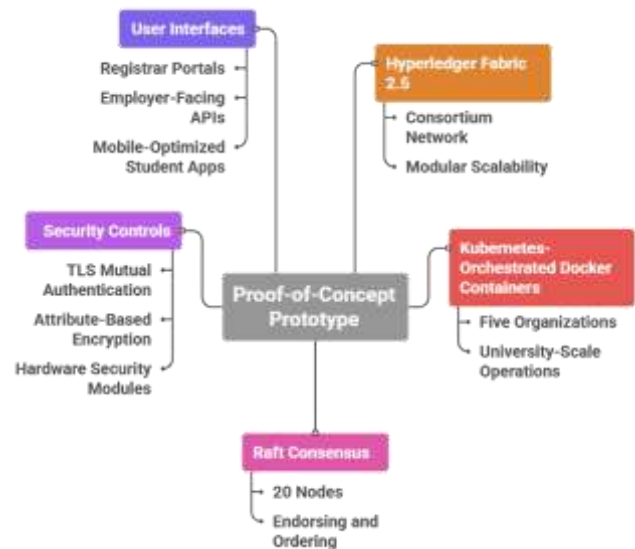 User Interfaces
Registrar Portals
Employer-Facing
APIs
Mobile-Optimized
Student Apps
Hyperledger Fabric
2.5
Consortium
Network
Modular Scalability
Security Controls
TLS Mutual
Authentication
Attribute-Based
Encryption
Hardware Security
Modules
Proof-of-Concept
Prototype
Kubernetes-
Orchestrated Docker
Containers
Five Organizations
University-Scale
Operations
Raft Consensus
20 Nodes
Endorsing and
Ordering